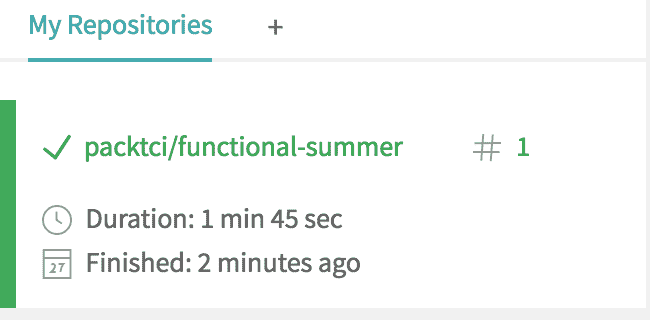 My Repositories +
packtci/functional-summer # 1
Duration: 1 min 45 sec
27 Finished: 2 minutes ago